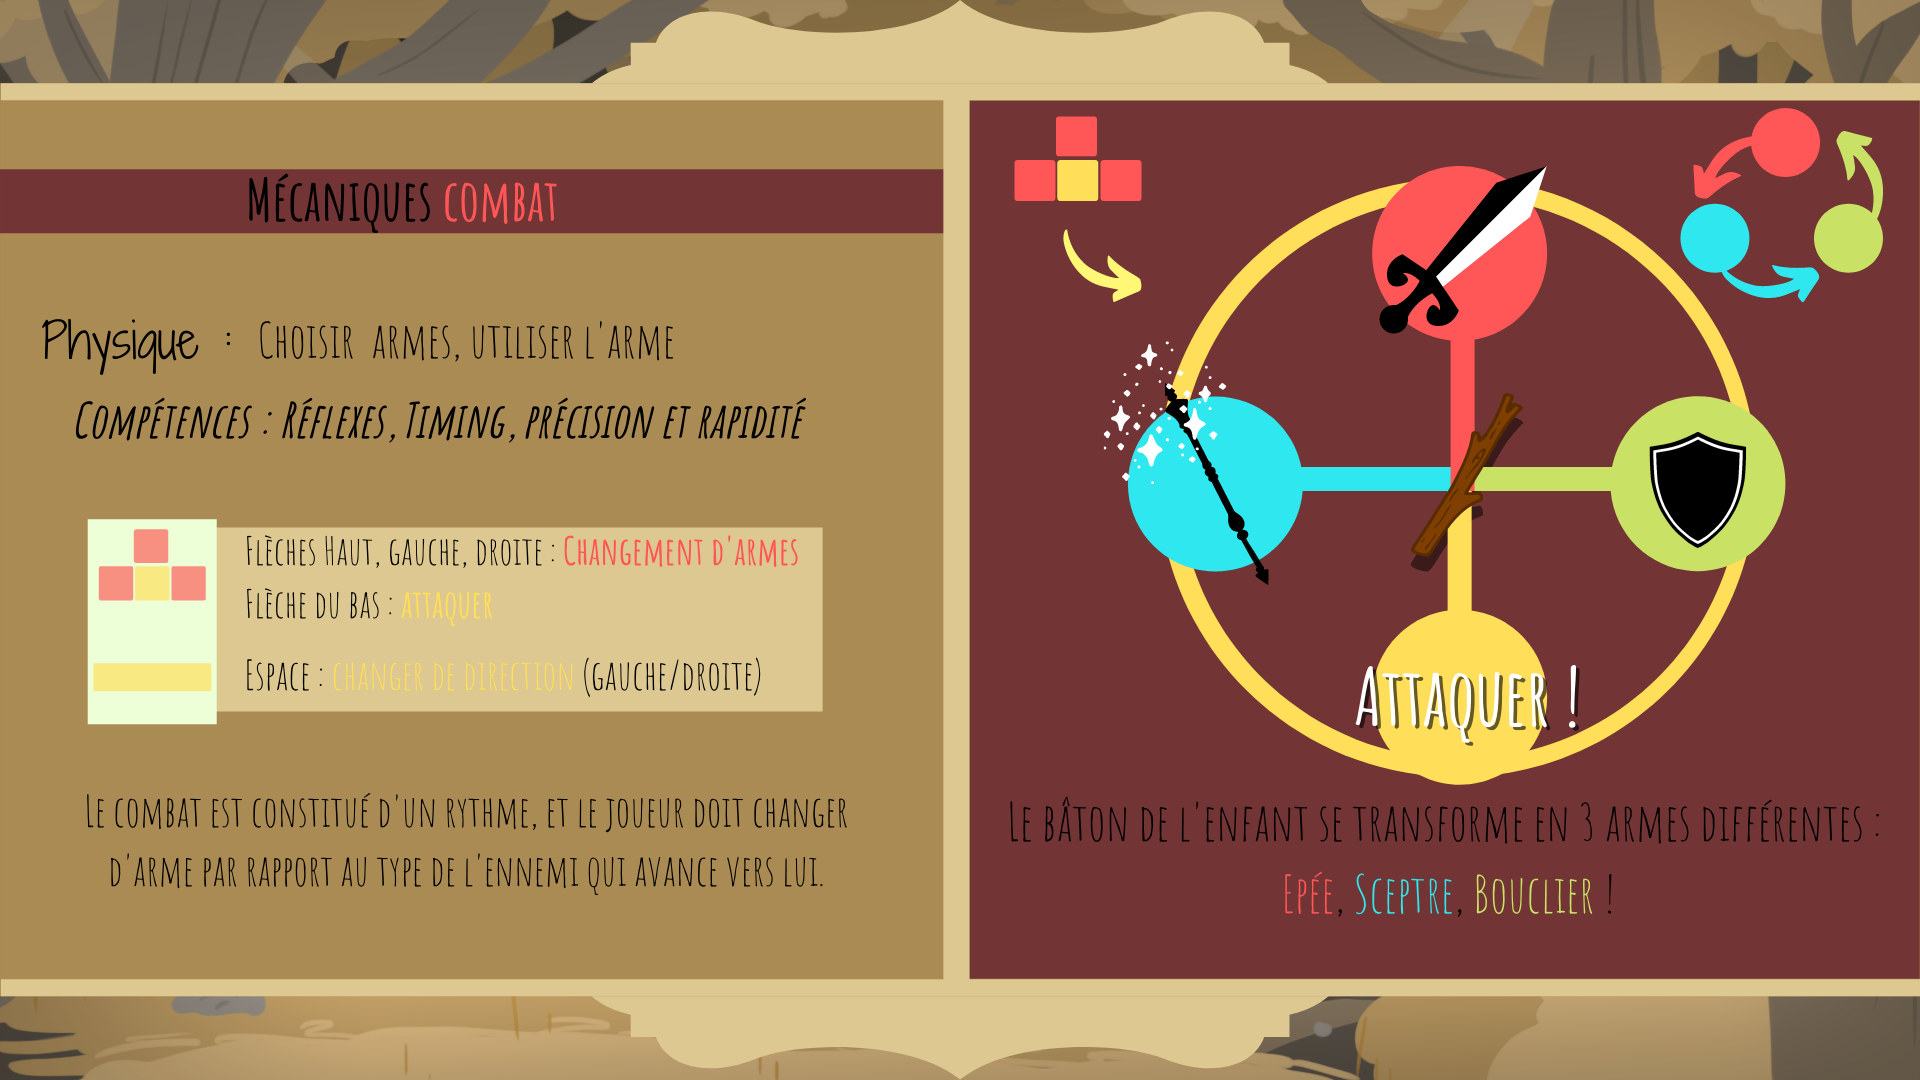 Mécaniques combat
Physique : Choisir armes, utiliser l'arme
Compétences : Réflexes, Timing, précision et rapidité
Flèches Haut, gauche, droite : Changement d'armes
Flèche du bas : attaquer
Espace : changer de direction (gauche/droite)
Le combat est constitué d'un rythme, et le joueur doit changer
d'arme par rapport au type de l'ennemi qui avance vers lui.
Attaquer !
Le bâton de l'enfant se transforme en 3 armes différentes :
Epée, Sceptre, Bouclier !